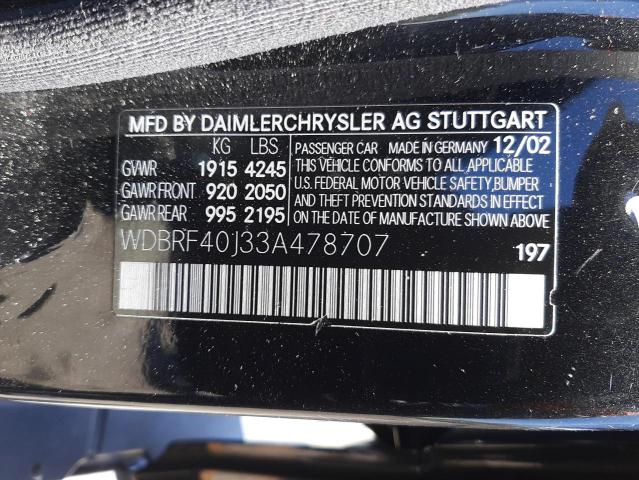 MFD BY DAIMLERCHRYSLER AG STUTTGART
KG LBS
GVWR 1915 4245
GAWR FRONT 920 2050
GAWR REAR 995 2195
PASSENGER CAR MADE IN GERMANY 12/02
THIS VEHICLE CONFORMS TO ALL APPLICABLE
U.S. FEDERAL MOTOR VEHICLE SAFETY,BUMPER
AND THEFT PREVENTION STANDARDS IN EFFECT
ON THE DATE OF MANUFACTURE SHOWN ABOVE
WDBRF40J33A478707
197